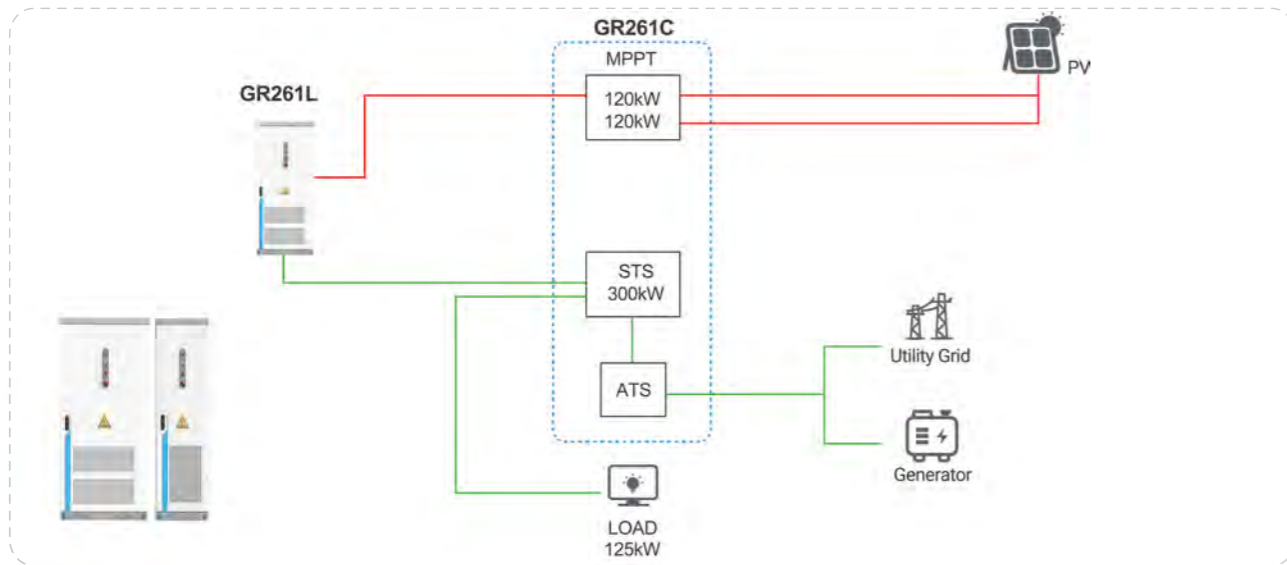 GR261C
MPPT
GR261L
120kW
120kW
PV
STS
300kW
ATS
Utility Grid
Generator
LOAD
125kW